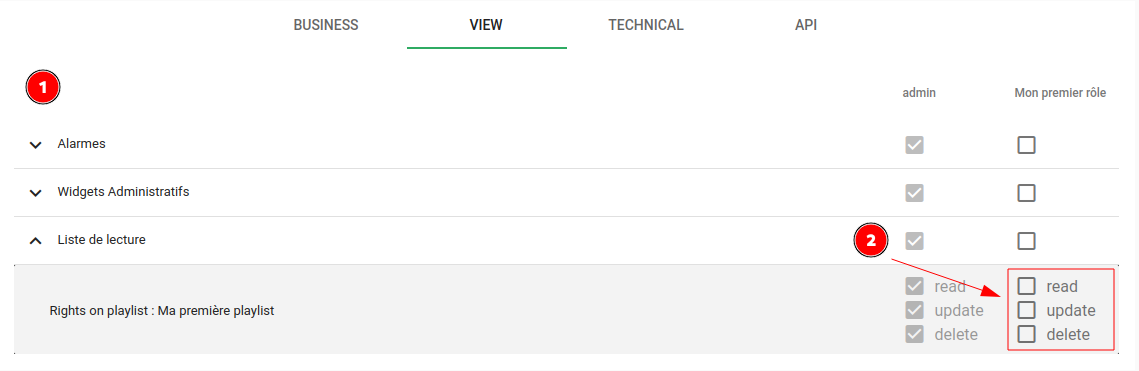 BUSINESS VIEW TECHNICAL API
1
admin Mon premier rôle
Alarmes
Widgets Administratifs
Liste de lecture
2
read read
Rights on playlist : Ma première playlist update update
delete delete